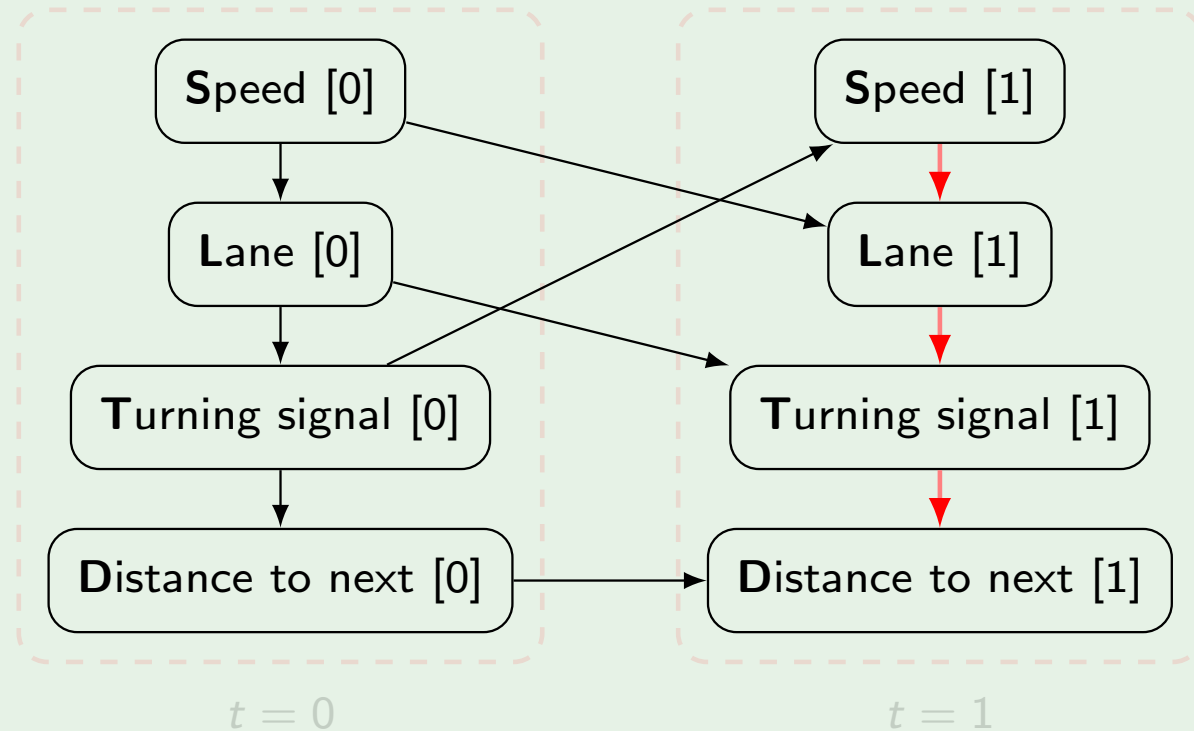 Speed [0]
Speed [1]
Lane [0]
Lane [1]
Turning signal [0]
Turning signal [1]
Distance to next [0]
Distance to next [1]
t = 0
t = 1